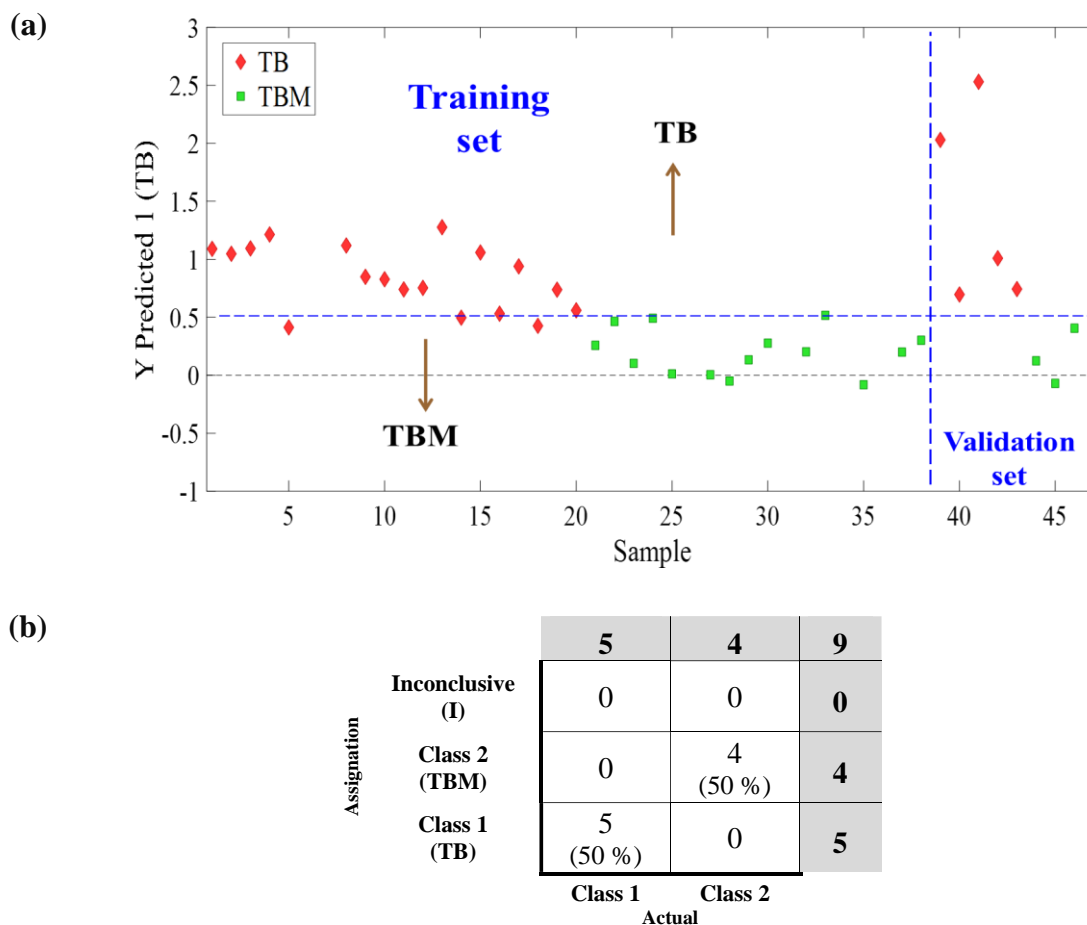 (a)
3
2.5
2
1.5
1
0.5
0
-0.5
-1
Y Predicted 1 (TB)
TB
TBM
Training
set
TB
TBM
Validation
set
5 10 15 20 25 30 35 40 45
Sample
(b)
5 4 9
Inconclusive
(I)
0 0 0
Class 2
(TBM)
0 4
(50 %)
4
Class 1
(TB)
5
(50 %)
0 5
Assignation
Class 1 Class 2
Actual